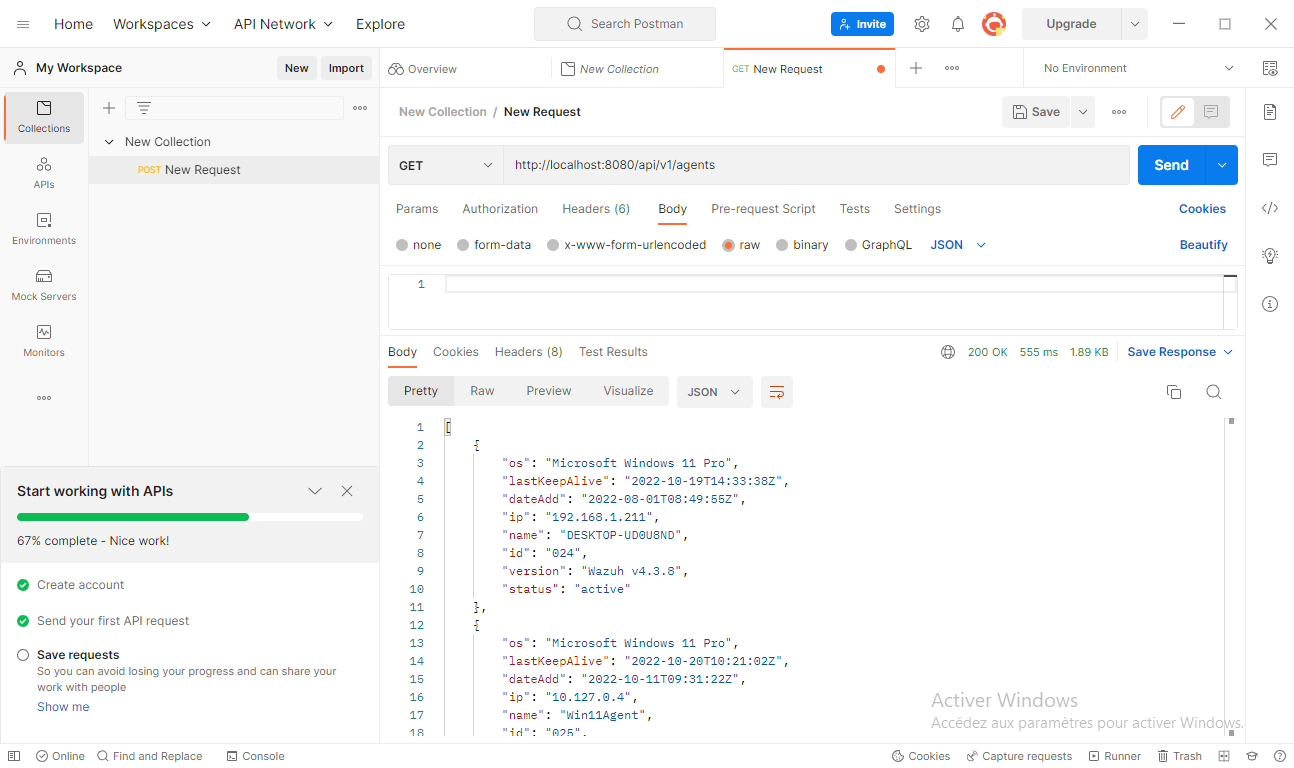 Home Workspaces API Network Explore Search Postman Invite Upgrade
My Workspace New Import Overview New Collection GET New Request No Environment
Collections
APIs
Environments
Mock Servers
Monitors
New Collection
POST New Request
New Collection / New Request Save
GET http://localhost:8080/api/v1/agents Send
Params Authorization Headers (6) Body Pre-request Script Tests Settings Cookies
none form-data x-www-form-urlencoded raw binary GraphQL JSON Beautify
1
Body Cookies Headers (8) Test Results 200 OK 555 ms 1.89 KB Save Response
Pretty Raw Preview Visualize JSON
1 [
2 {
3 "os": "Microsoft Windows 11 Pro",
4 "lastKeepAlive": "2022-10-19T14:33:38Z",
5 "dateAdd": "2022-08-01T08:49:55Z",
6 "ip": "192.168.1.211",
7 "name": "DESKTOP-UD0U8ND",
8 "id": "024",
9 "version": "Wazuh v4.3.8",
10 "status": "active"
11 },
12 {
13 "os": "Microsoft Windows 11 Pro",
14 "lastKeepAlive": "2022-10-20T10:21:02Z",
15 "dateAdd": "2022-10-11T09:31:22Z",
16 "ip": "10.127.0.4",
17 "name": "Win11Agent",
18 "id": "025",
Start working with APIs
67% complete - Nice work!
Create account
Send your first API request
Save requests
So you can avoid losing your progress and can share your
work with people
Show me
Activer Windows
Accédez aux paramètres pour activer Windows.
Online Find and Replace Console Cookies Capture requests Runner Trash